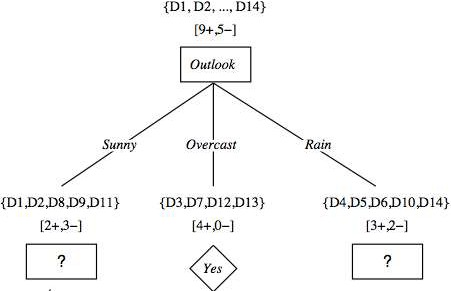 {D1, D2, ..., D14}
[9+,5−]
Outlook
Sunny
Overcast
Rain
{D1,D2,D8,D9,D11}
{D3,D7,D12,D13}
{D4,D5,D6,D10,D14}
[2+,3−]
[4+,0−]
[3+,2−]
?
Yes
?